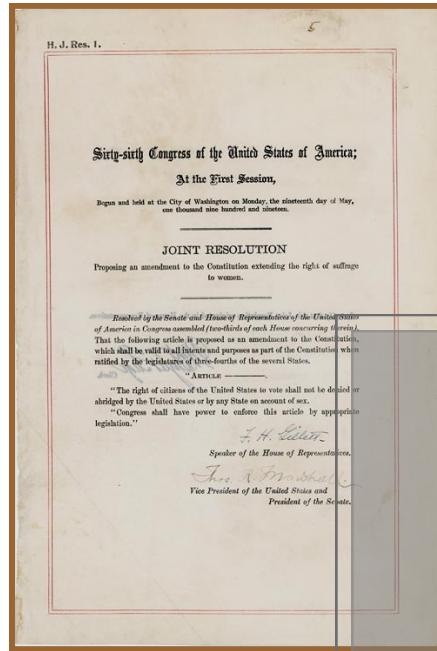 5
H. J. Res. 1.
Sixty-sixth Congress of the United States of America;
At the First Session,
Begun and held at the City of Washington on Monday, the nineteenth day of May,
one thousand nine hundred and nineteen.
JOINT RESOLUTION
Proposing an amendment to the Constitution extending the right of suffrage
to women.
Resolved by the Senate and House of Representatives of the United States
of America in Congress assembled (two-thirds of each House concurring therein),
That the following article is proposed as an amendment to the Constitution,
which shall be valid to all intents and purposes as part of the Constitution when
ratified by the legislatures of three-fourths of the several States.
"ARTICLE ———.
"The right of citizens of the United States to vote shall not be denied or
abridged by the United States or by any State on account of sex.
"Congress shall have power to enforce this article by appropriate
legislation."
F. H. Gillett.
Speaker of the House of Representatives.
Thos. R. Marshall.
Vice President of the United States and
President of the Senate.